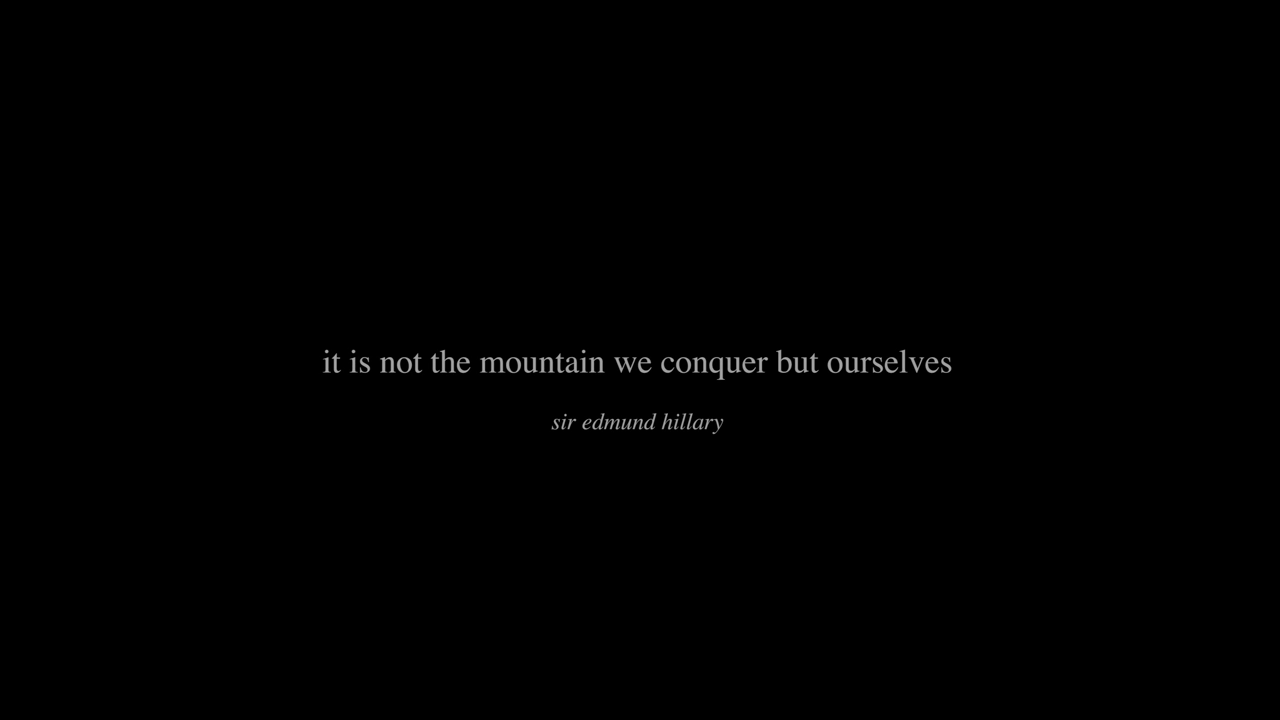 it is not the mountain we conquer but ourselves
sir edmund hillary